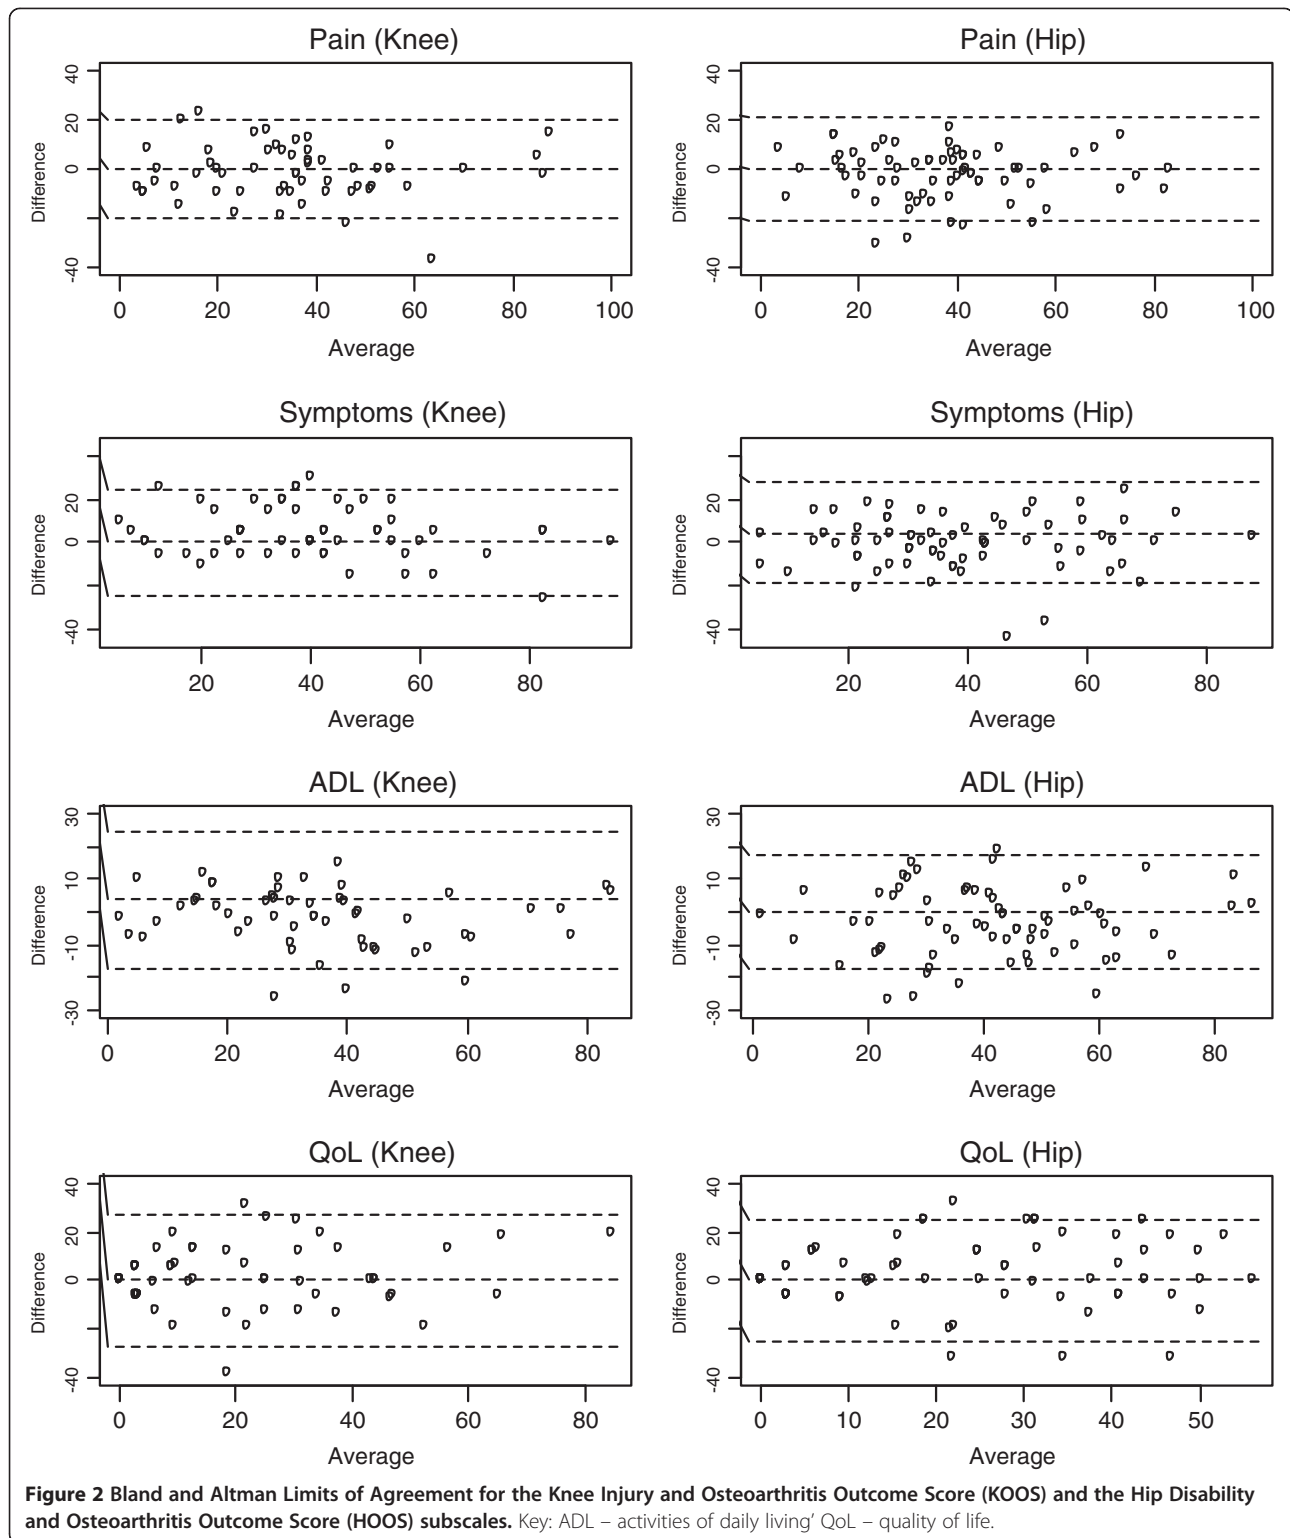 Pain (Knee)
40
20
0
-40
Difference
0 20 40 60 80 100
Average
Pain (Hip)
40
20
0
-40
Difference
0 20 40 60 80 100
Average
Symptoms (Knee)
20
0
-40
Difference
20 40 60 80
Average
Symptoms (Hip)
20
0
-40
Difference
20 40 60 80
Average
ADL (Knee)
30
10
-10
-30
Difference
0 20 40 60 80
Average
ADL (Hip)
30
10
-10
-30
Difference
0 20 40 60 80
Average
QoL (Knee)
40
20
0
-40
Difference
0 20 40 60 80
Average
QoL (Hip)
40
20
0
-40
Difference
0 10 20 30 40 50
Average
Figure 2 Bland and Altman Limits of Agreement for the Knee Injury and Osteoarthritis Outcome Score (KOOS) and the Hip Disability
and Osteoarthritis Outcome Score (HOOS) subscales. Key: ADL – activities of daily living’ QoL – quality of life.